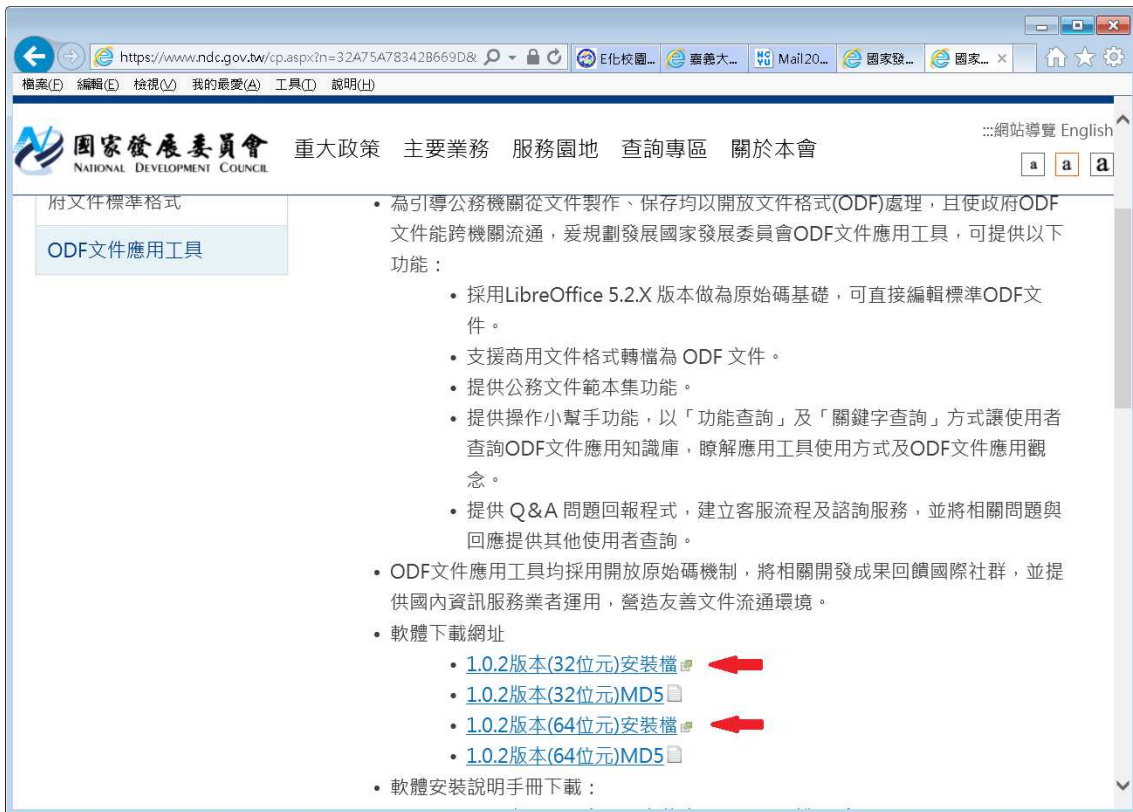 https://www.ndc.gov.tw/cp.aspx?n=32A75A78342B669D&
E化校園...
嘉義大...
Mail20...
國家發...
國家...
檔案(F) 編輯(E) 檢視(V) 我的最愛(A) 工具(T) 說明(H)
國家發展委員會
NATIONAL DEVELOPMENT COUNCIL
重大政策 主要業務 服務園地 查詢專區 關於本會
:::網站導覽 English
a a a
府文件標準格式
ODF文件應用工具
• 為引導公務機關從文件製作、保存均以開放文件格式(ODF)處理，且使政府ODF
文件能跨機關流通，爰規劃發展國家發展委員會ODF文件應用工具，可提供以下
功能：
• 採用LibreOffice 5.2.X 版本做為原始碼基礎，可直接編輯標準ODF文
件。
• 支援商用文件格式轉檔為 ODF 文件。
• 提供公務文件範本集功能。
• 提供操作小幫手功能，以「功能查詢」及「關鍵字查詢」方式讓使用者
查詢ODF文件應用知識庫，瞭解應用工具使用方式及ODF文件應用觀
念。
• 提供 Q&A 問題回報程式，建立客服流程及諮詢服務，並將相關問題與
回應提供其他使用者查詢。
• ODF文件應用工具均採用開放原始碼機制，將相關開發成果回饋國際社群，並提
供國內資訊服務業者運用，營造友善文件流通環境。
• 軟體下載網址
• 1.0.2版本(32位元)安裝檔
• 1.0.2版本(32位元)MD5
• 1.0.2版本(64位元)安裝檔
• 1.0.2版本(64位元)MD5
• 軟體安裝說明手冊下載：